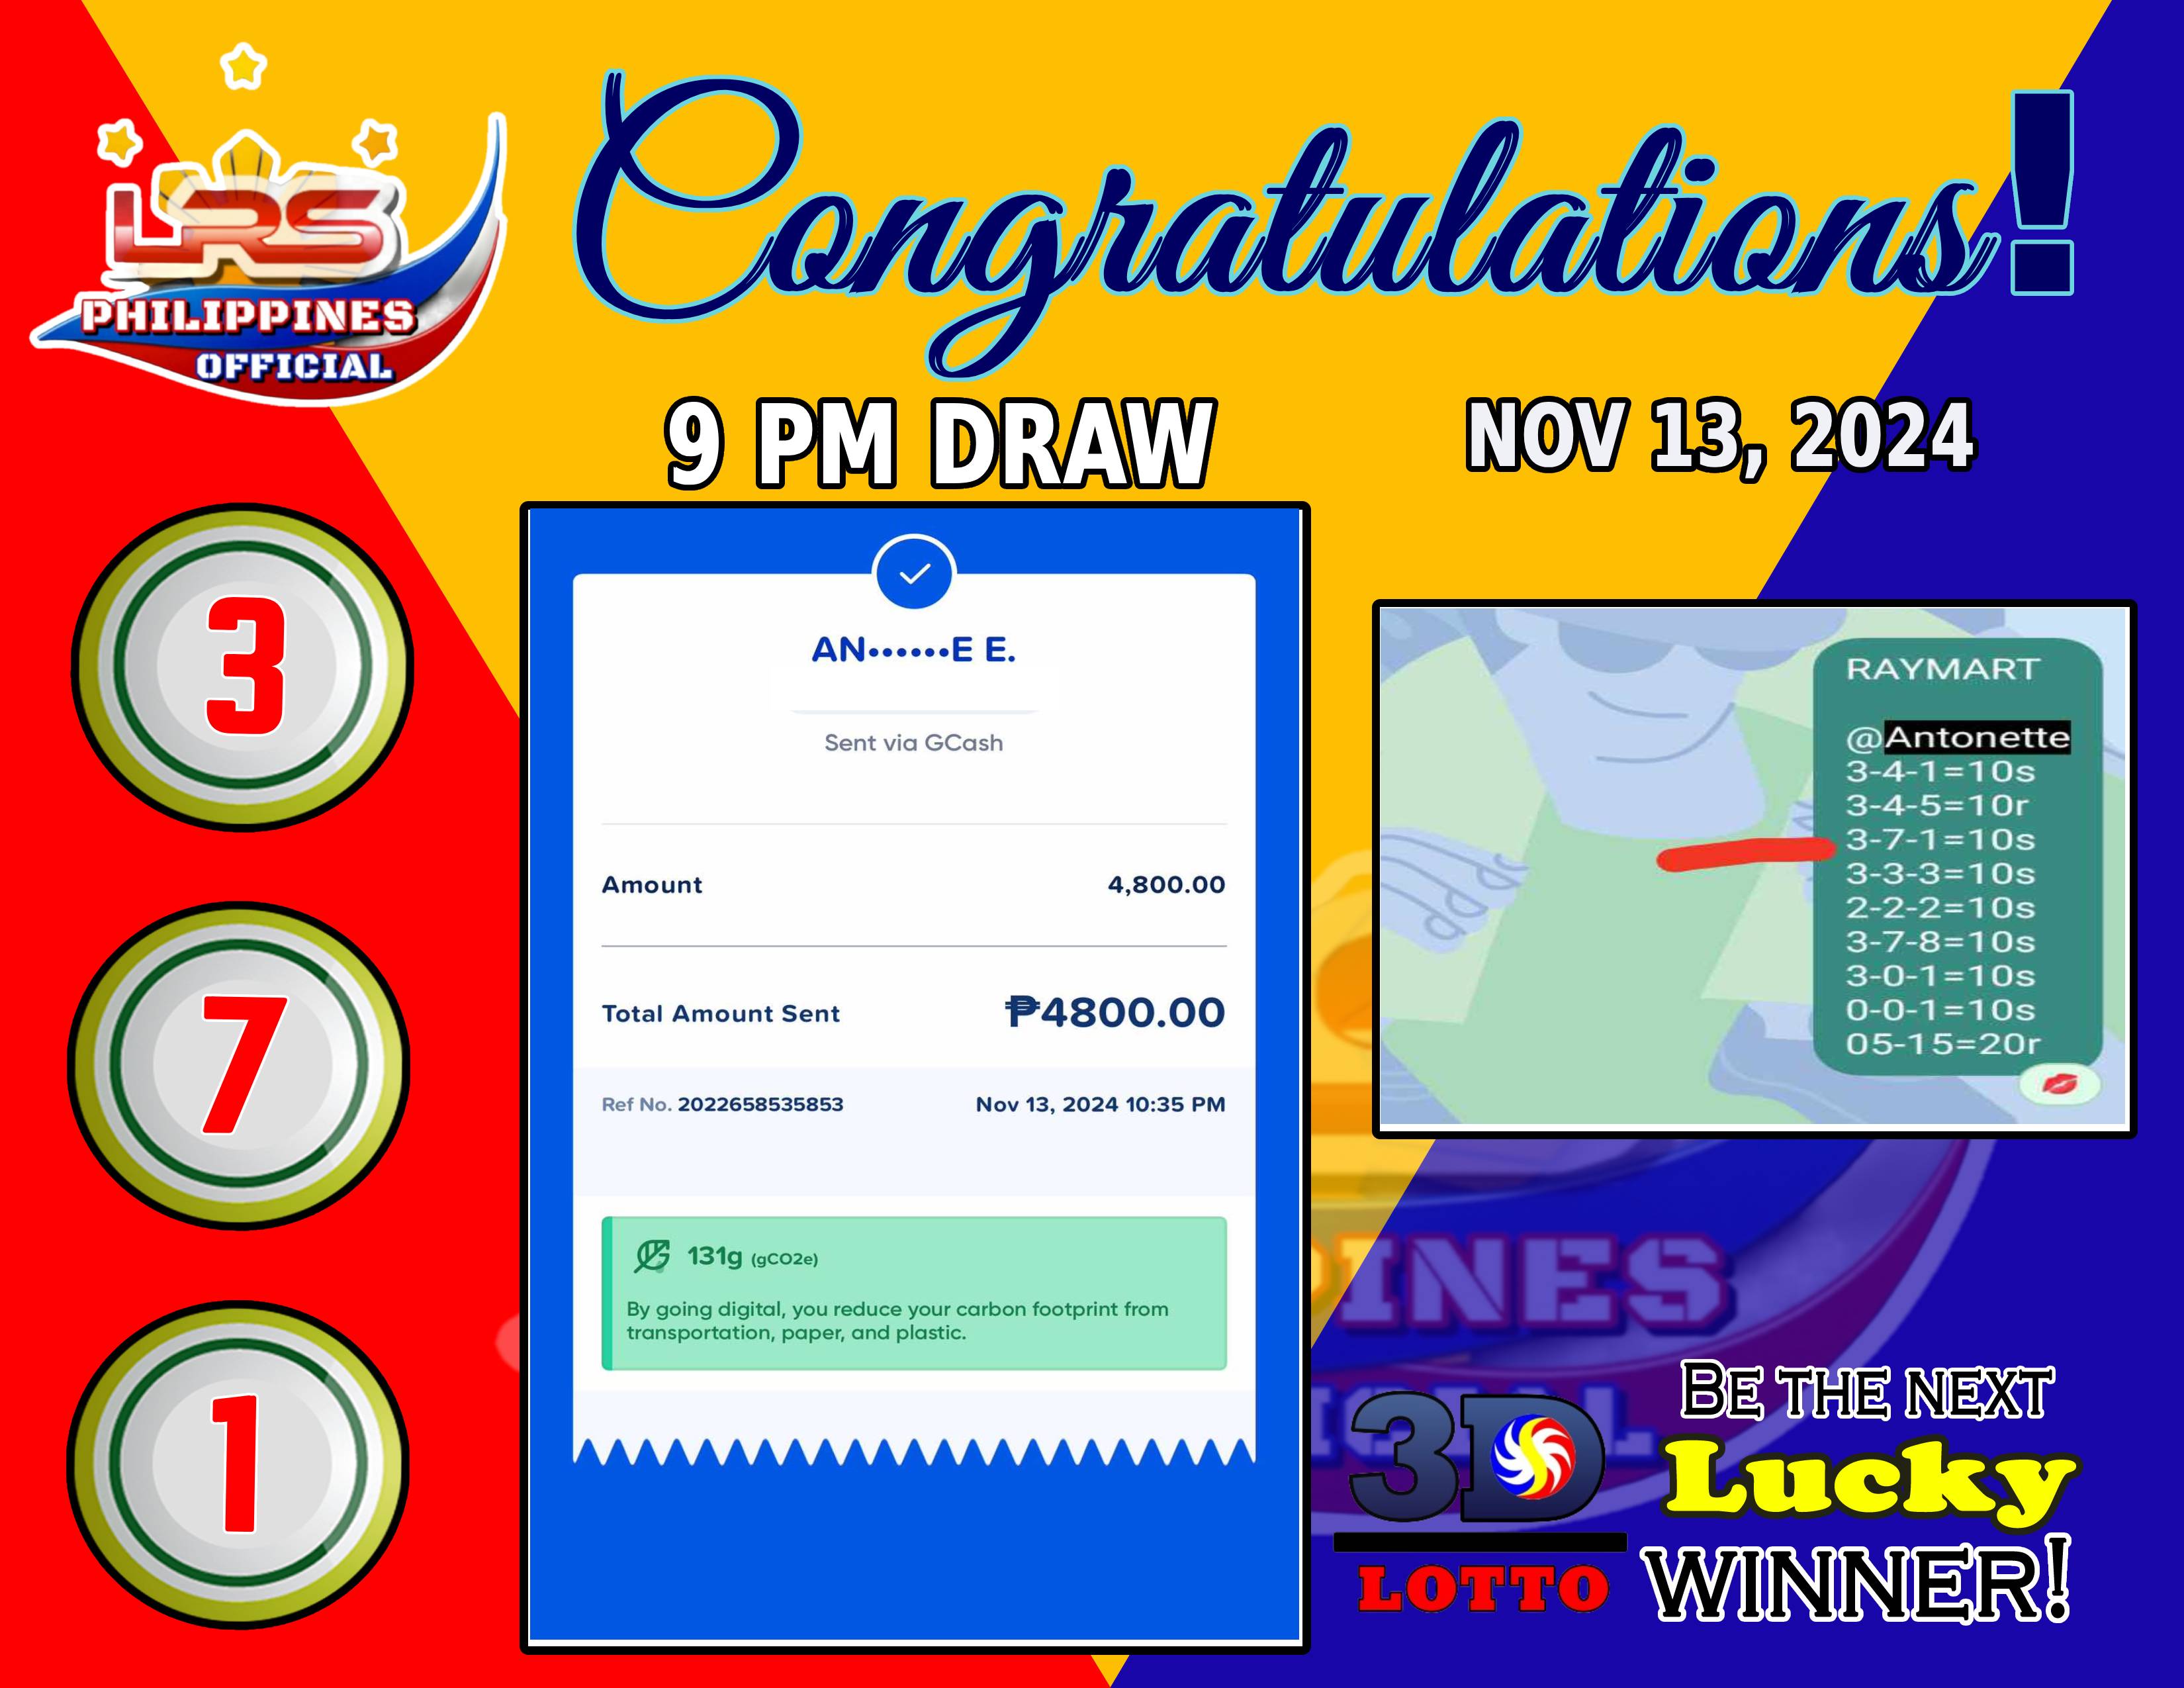 LRS
PHILIPPINES
OFFICIAL
Congratulations!
9 PM DRAW
NOV 13, 2024
3
7
1
AN••••••E E.
Sent via GCash
Amount 4,800.00
Total Amount Sent ₱4800.00
Ref No. 2022658535853 Nov 13, 2024 10:35 PM
131g (gCO2e)
By going digital, you reduce your carbon footprint from
transportation, paper, and plastic.
RAYMART
@Antonette
3-4-1=10s
3-4-5=10r
3-7-1=10s
3-3-3=10s
2-2-2=10s
3-7-8=10s
3-0-1=10s
0-0-1=10s
05-15=20r
PINES
3D
LOTTO
BE THE NEXT
Lucky
WINNER!